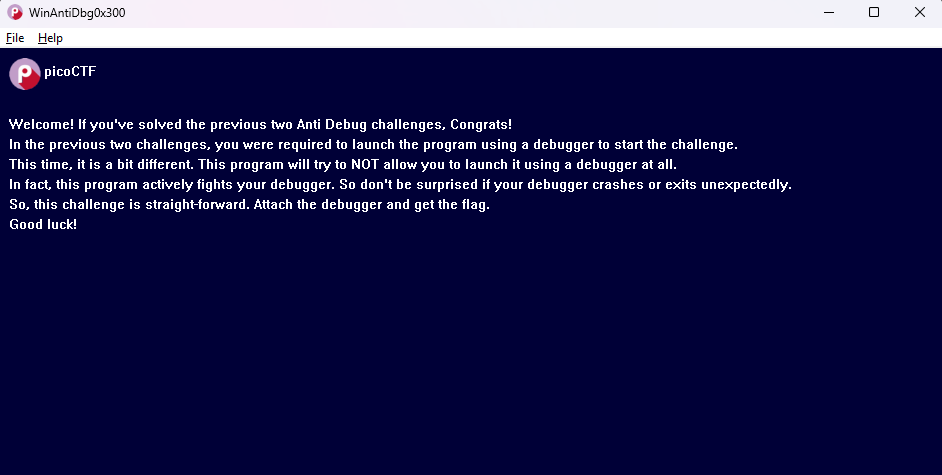 WinAntiDbg0x300
File Help
picoCTF
Welcome! If you've solved the previous two Anti Debug challenges, Congrats!
In the previous two challenges, you were required to launch the program using a debugger to start the challenge.
This time, it is a bit different. This program will try to NOT allow you to launch it using a debugger at all.
In fact, this program actively fights your debugger. So don't be surprised if your debugger crashes or exits unexpectedly.
So, this challenge is straight-forward. Attach the debugger and get the flag.
Good luck!